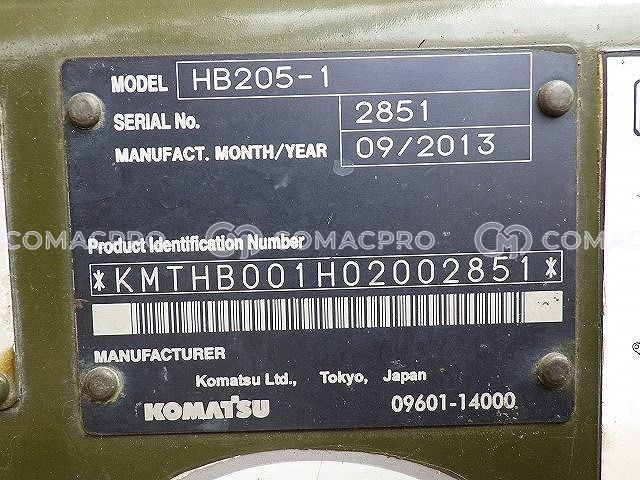 MODEL HB205-1
SERIAL No. 2851
MANUFACT. MONTH/YEAR 09/2013
COMACPRO COMACPRO COMACPRO
Product Identification Number
*KMTHB001H02002851*
MANUFACTURER
Komatsu Ltd., Tokyo, Japan
KOMATSU 09601-14000